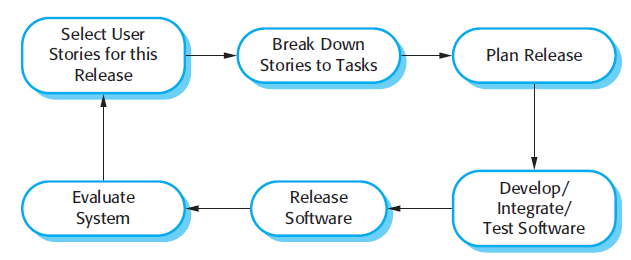 Select User
Stories for this
Release
Break Down
Stories to Tasks
Plan Release
Develop/
Integrate/
Test Software
Release
Software
Evaluate
System